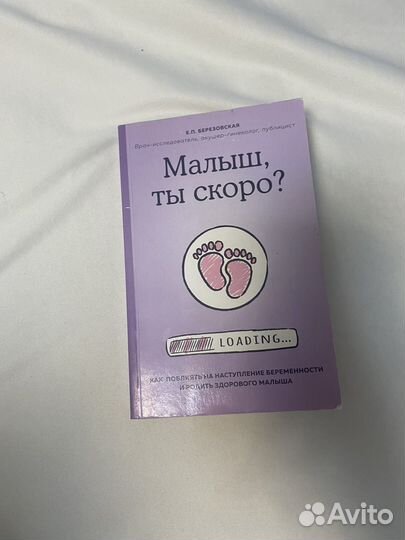 Е.П. БЕРЕЗОВСКАЯ
Врач-исследователь, акушер-гинеколог, публицист
Малыш,
ты скоро?
LOADING...
КАК ПОВЛИЯТЬ НА НАСТУПЛЕНИЕ БЕРЕМЕННОСТИ
И РОДИТЬ ЗДОРОВОГО МАЛЫША
Avito